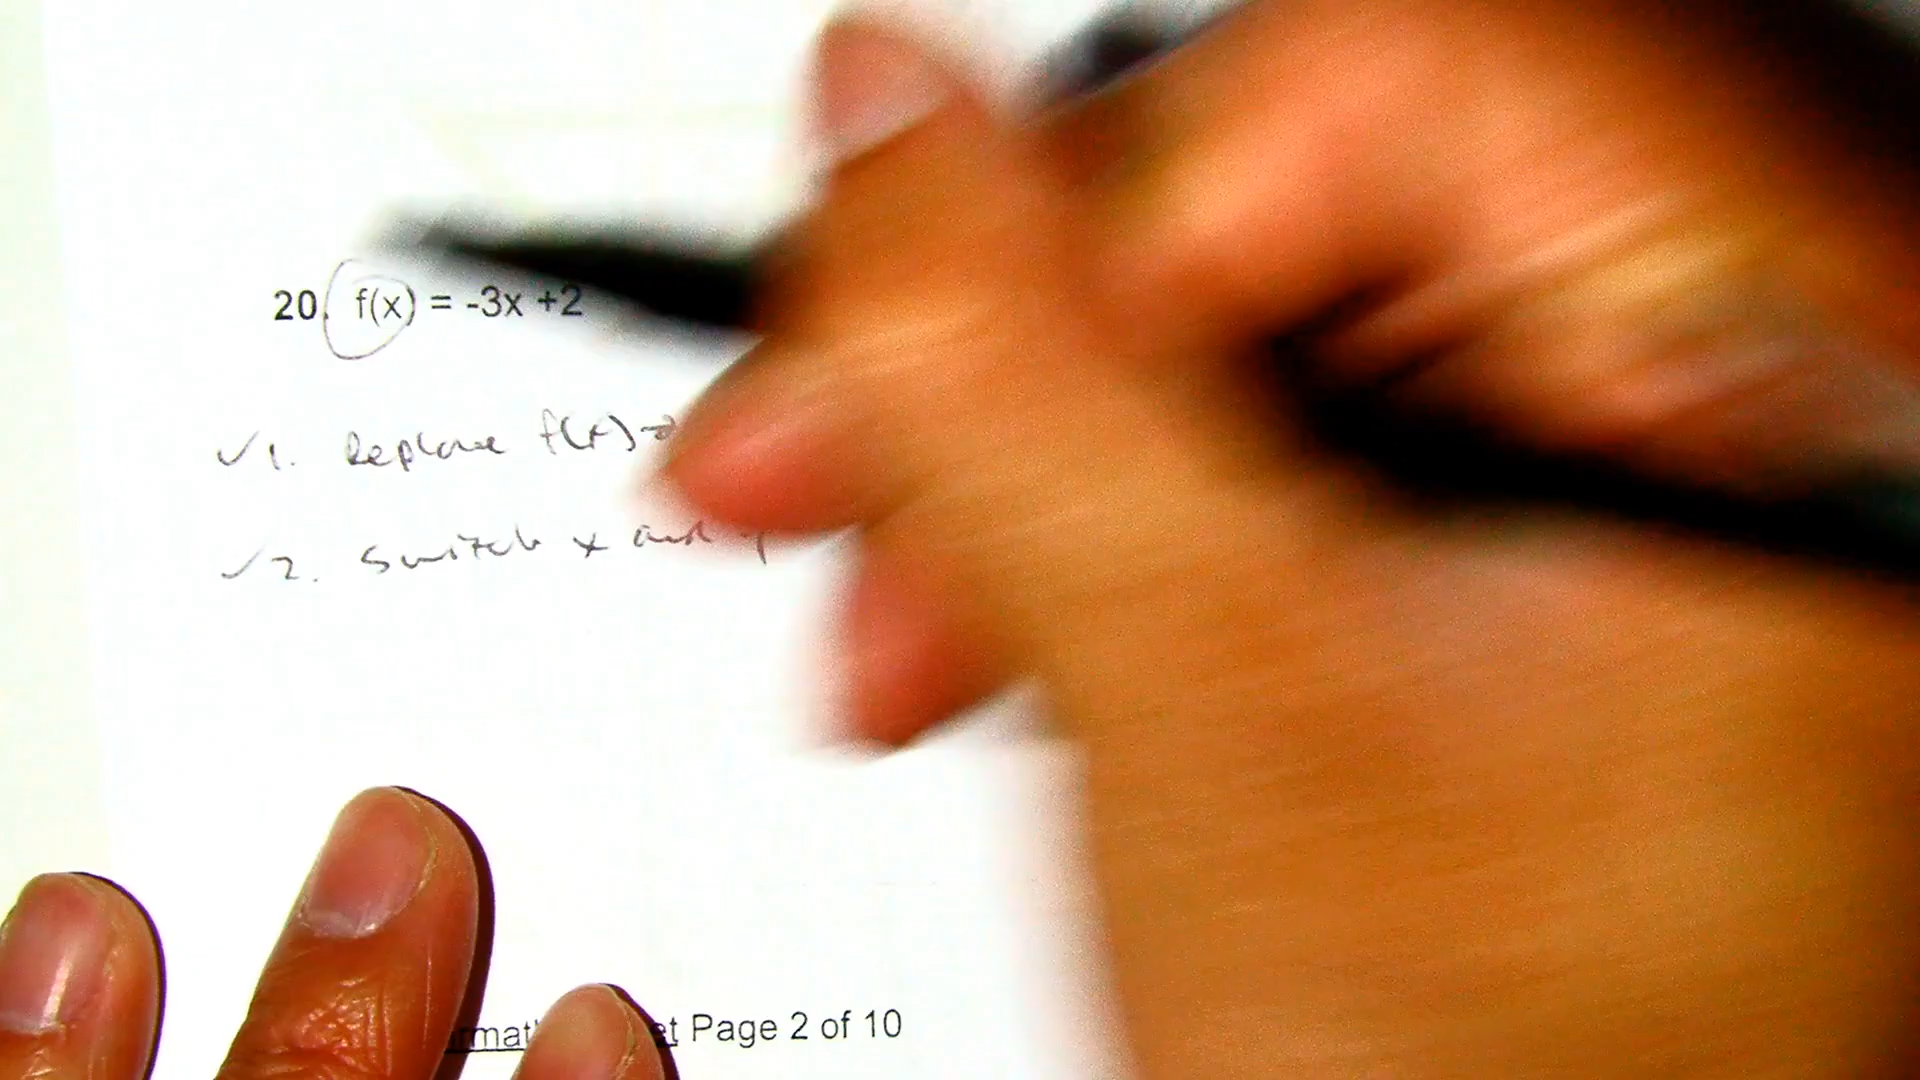 20. f(x) = -3x +2
✓1. Replace f(x)→
✓2. Switch x and y
Page 2 of 10